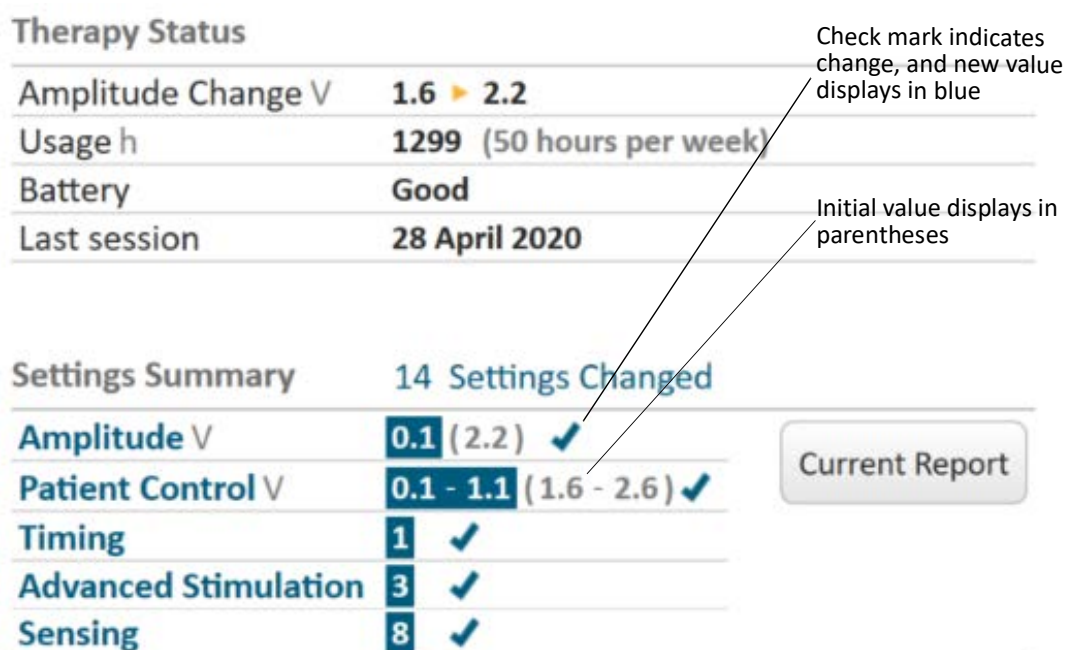 Therapy Status
Check mark indicates
change, and new value
displays in blue
Amplitude Change V 1.6 ▶ 2.2
Usage h 1299 (50 hours per week)
Battery Good
Initial value displays in
parentheses
Last session 28 April 2020
Settings Summary 14 Settings Changed
Amplitude V 0.1 (2.2) ✔
Patient Control V 0.1 - 1.1 (1.6 - 2.6) ✔
Current Report
Timing 1 ✔
Advanced Stimulation 3 ✔
Sensing 8 ✔